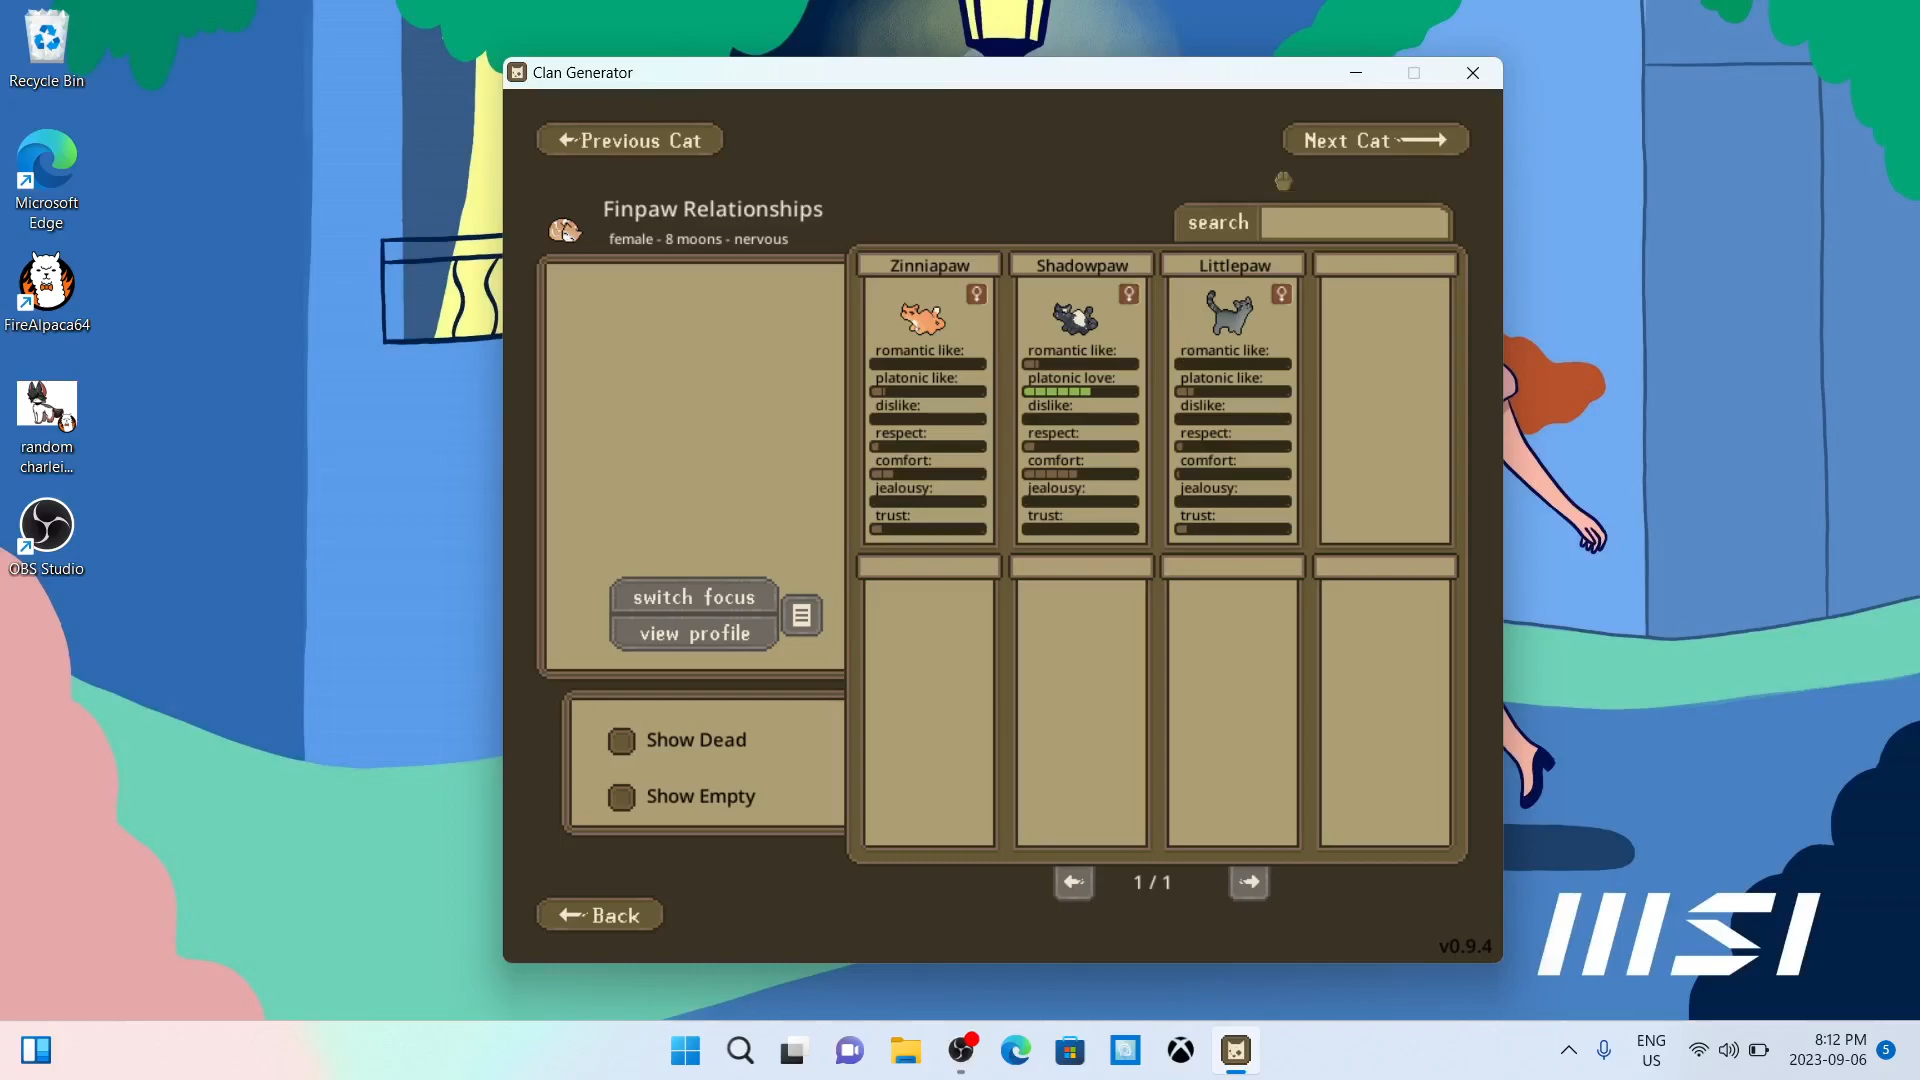 Recycle Bin
Microsoft
Edge
FireAlpaca64
random
charlei...
OBS Studio
Clan Generator
Previous Cat
Next Cat
Finpaw Relationships
female - 8 moons - nervous
search
Zinniapaw
romantic like:
platonic like:
dislike:
respect:
comfort:
jealousy:
trust:
Shadowpaw
romantic like:
platonic love:
dislike:
respect:
comfort:
jealousy:
trust:
Littlepaw
romantic like:
platonic like:
dislike:
respect:
comfort:
jealousy:
trust:
switch focus
view profile
Show Dead
Show Empty
1 / 1
Back
v0.9.4
msi
ENG
US
8:12 PM
2023-09-06
5